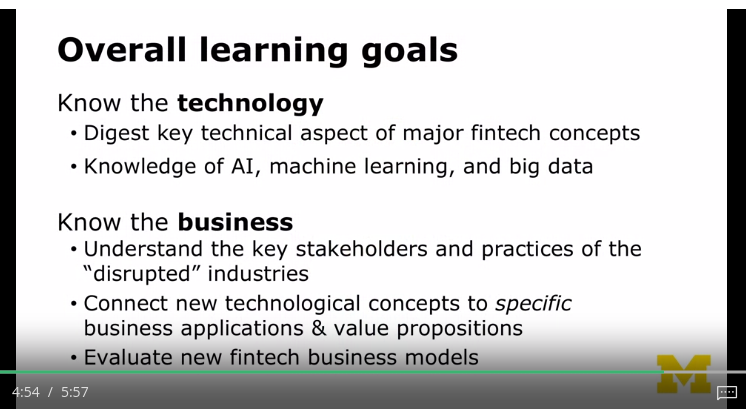 Overall learning goals
Know the technology
• Digest key technical aspect of major fintech concepts
• Knowledge of AI, machine learning, and big data
Know the business
• Understand the key stakeholders and practices of the
“disrupted” industries
• Connect new technological concepts to specific
business applications & value propositions
• Evaluate new fintech business models
M
4:54 / 5:57